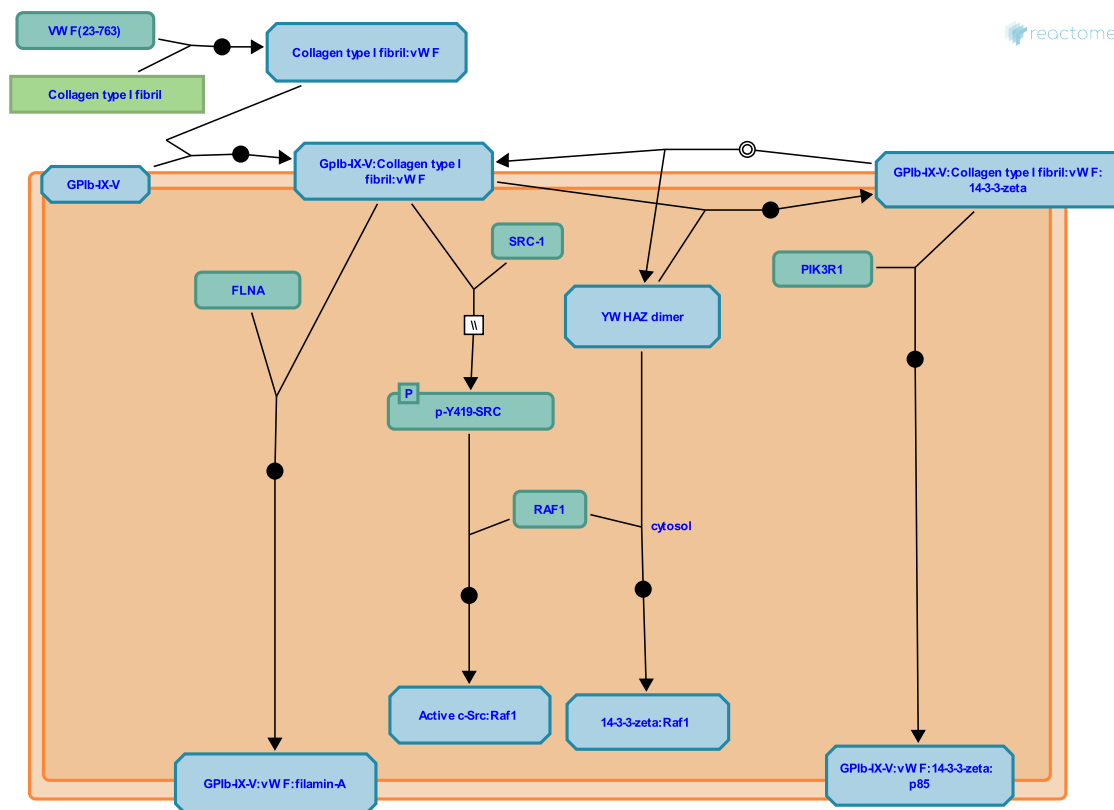 VWF(23-763)
Collagen type I fibril:vWF
reactome
Collagen type I fibril
GPIb-IX-V
GpIb-IX-V:Collagen type I
fibril:vWF
GPIb-IX-V:Collagen type I fibril:vWF:
14-3-3-zeta
SRC-1
PIK3R1
FLNA
YWHAZ dimer
\\
P
p-Y419-SRC
RAF1
cytosol
Active c-Src:Raf1
14-3-3-zeta:Raf1
GPIb-IX-V:vWF:filamin-A
GPIb-IX-V:vWF:14-3-3-zeta:
p85